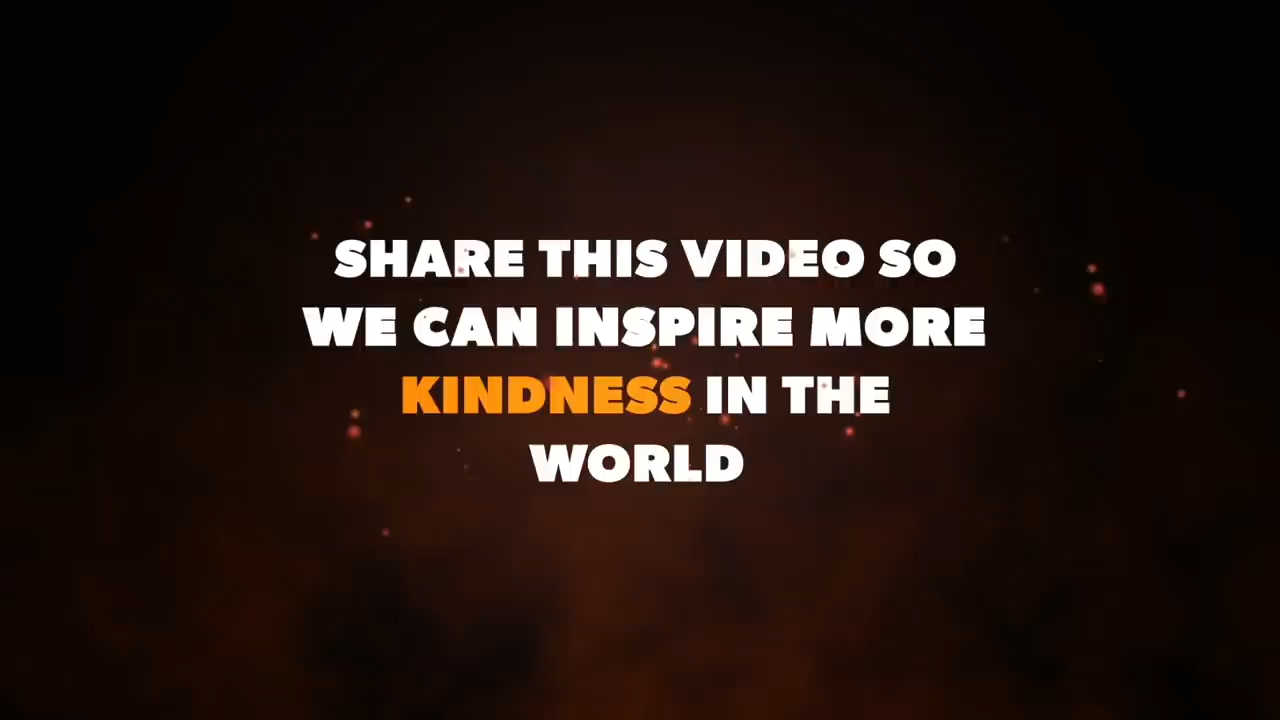 SHARE THIS VIDEO SO
WE CAN INSPIRE MORE
KINDNESS IN THE
WORLD